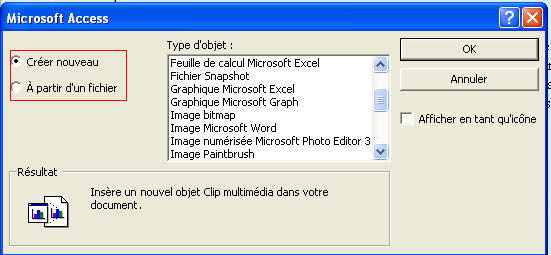 Microsoft Access
Créer nouveau
À partir d'un fichier
Type d'objet :
Feuille de calcul Microsoft Excel
Fichier Snapshot
Graphique Microsoft Excel
Graphique Microsoft Graph
Image bitmap
Image Microsoft Word
Image numérisée Microsoft Photo Editor 3
Image Paintbrush
OK
Annuler
Afficher en tant qu'icône
Résultat
Insère un nouvel objet Clip multimédia dans votre
document.